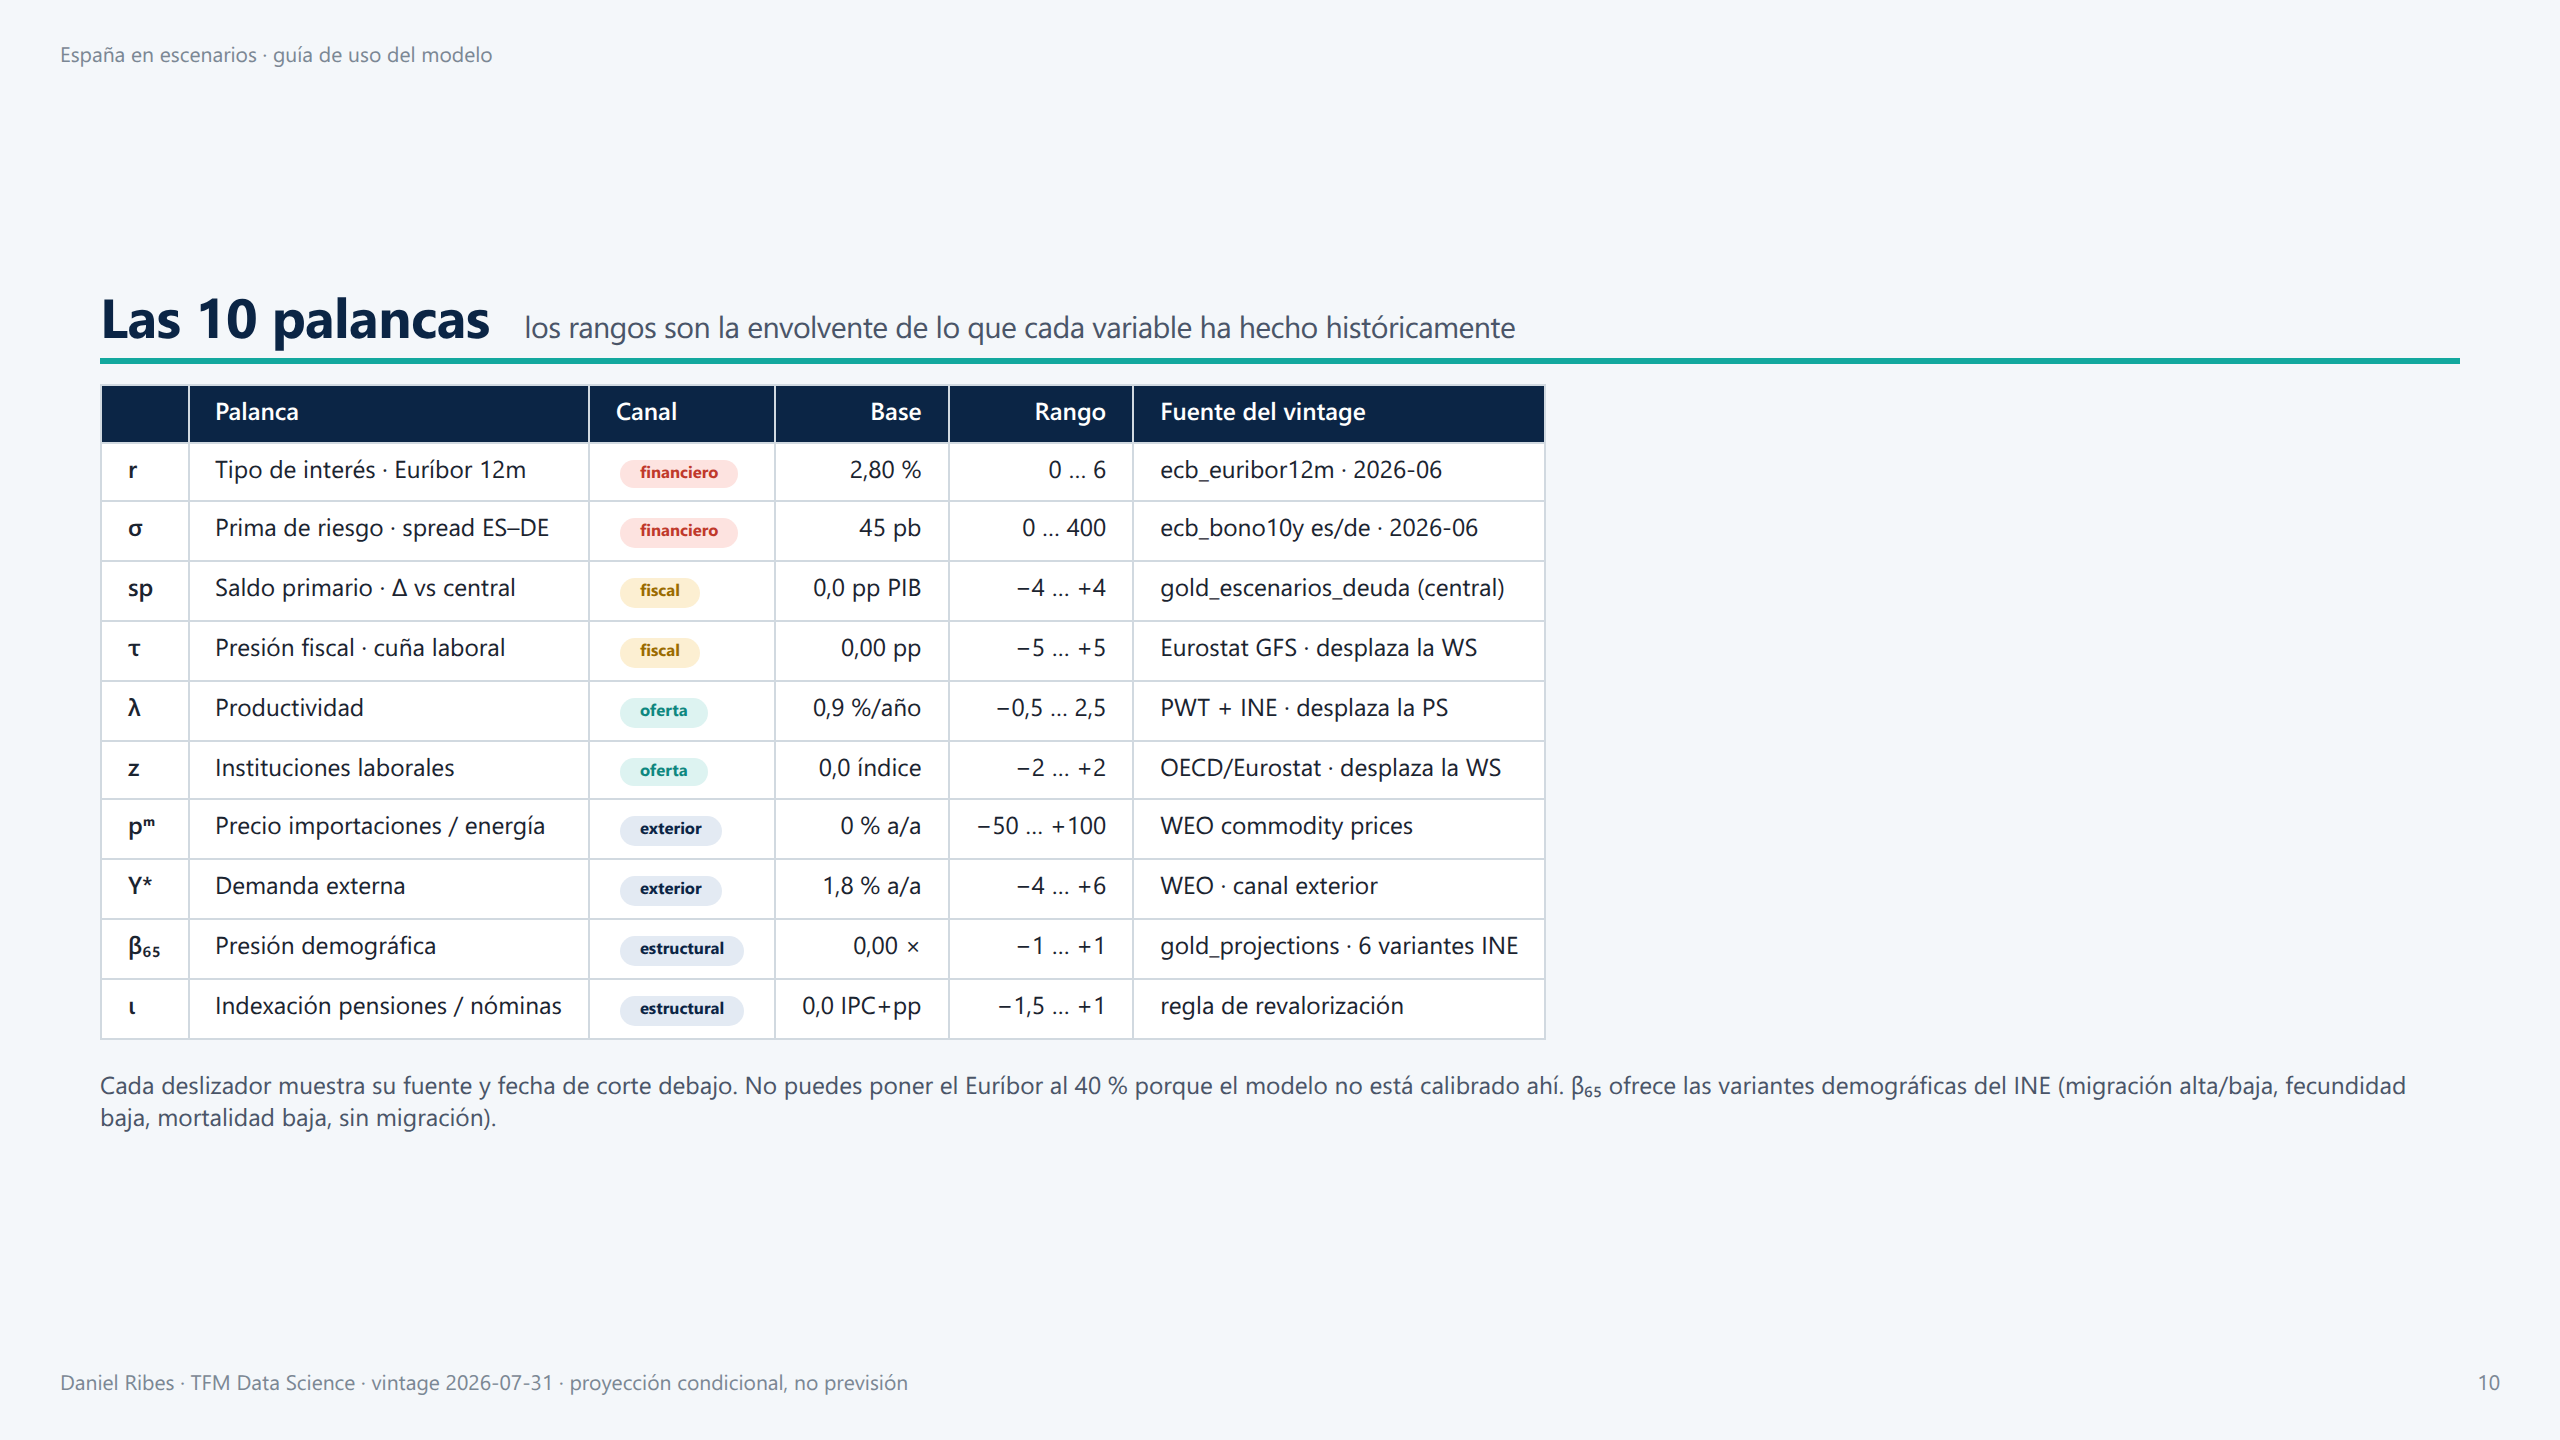 España en escenarios · guía de uso del modelo
Las 10 palancas los rangos son la envolvente de lo que cada variable ha hecho históricamente
Palanca Canal Base Rango Fuente del vintage
r Tipo de interés · Euríbor 12m financiero 2,80 % 0 … 6 ecb_euribor12m · 2026-06
σ Prima de riesgo · spread ES–DE financiero 45 pb 0 … 400 ecb_bono10y es/de · 2026-06
sp Saldo primario · Δ vs central fiscal 0,0 pp PIB −4 … +4 gold_escenarios_deuda (central)
τ Presión fiscal · cuña laboral fiscal 0,00 pp −5 … +5 Eurostat GFS · desplaza la WS
λ Productividad oferta 0,9 %/año −0,5 … 2,5 PWT + INE · desplaza la PS
z Instituciones laborales oferta 0,0 índice −2 … +2 OECD/Eurostat · desplaza la WS
pᵐ Precio importaciones / energía exterior 0 % a/a −50 … +100 WEO commodity prices
Y* Demanda externa exterior 1,8 % a/a −4 … +6 WEO · canal exterior
β₆₅ Presión demográfica estructural 0,00 × −1 … +1 gold_projections · 6 variantes INE
ι Indexación pensiones / nóminas estructural 0,0 IPC+pp −1,5 … +1 regla de revalorización
Cada deslizador muestra su fuente y fecha de corte debajo. No puedes poner el Euríbor al 40 % porque el modelo no está calibrado ahí. β₆₅ ofrece las variantes demográficas del INE (migración alta/baja, fecundidad
baja, mortalidad baja, sin migración).
Daniel Ribes · TFM Data Science · vintage 2026-07-31 · proyección condicional, no previsión
10